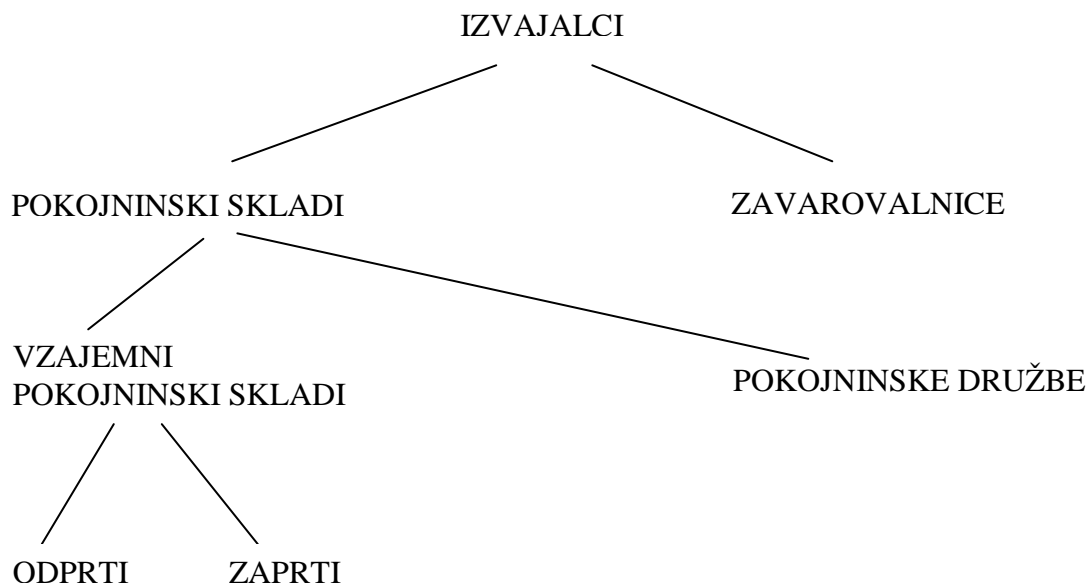 IZVAJALCI
POKOJNINSKI SKLADI
ZAVAROVALNICE
VZAJEMNI
POKOJNINSKI SKLADI
POKOJNINSKE DRUŽBE
ODPRTI
ZAPRTI